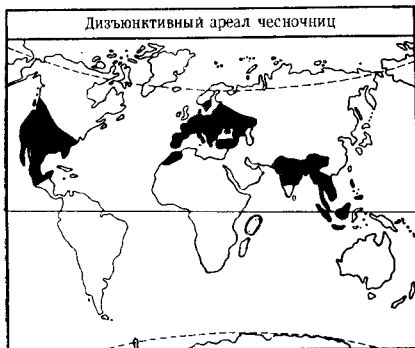 Дизъюнктивный ареал чесночниц